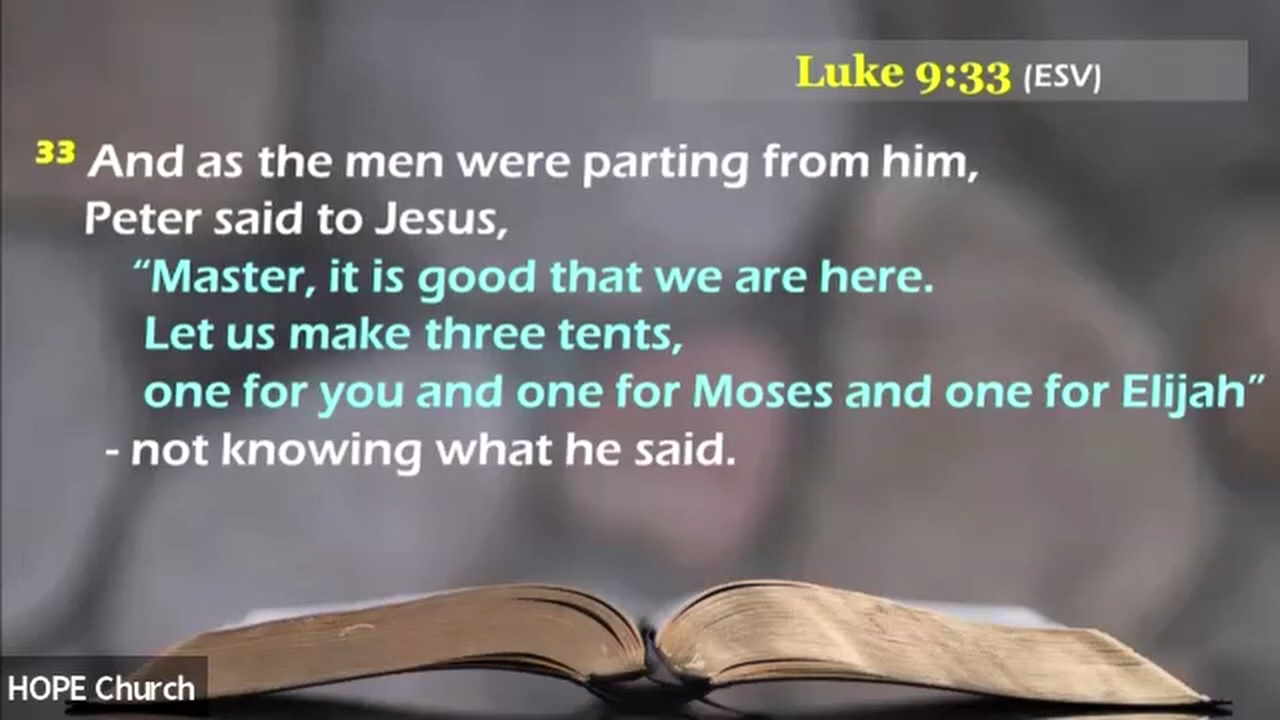 Luke 9:33 (ESV)
33 And as the men were parting from him,
Peter said to Jesus,
“Master, it is good that we are here.
Let us make three tents,
one for you and one for Moses and one for Elijah”
- not knowing what he said.
HOPE Church